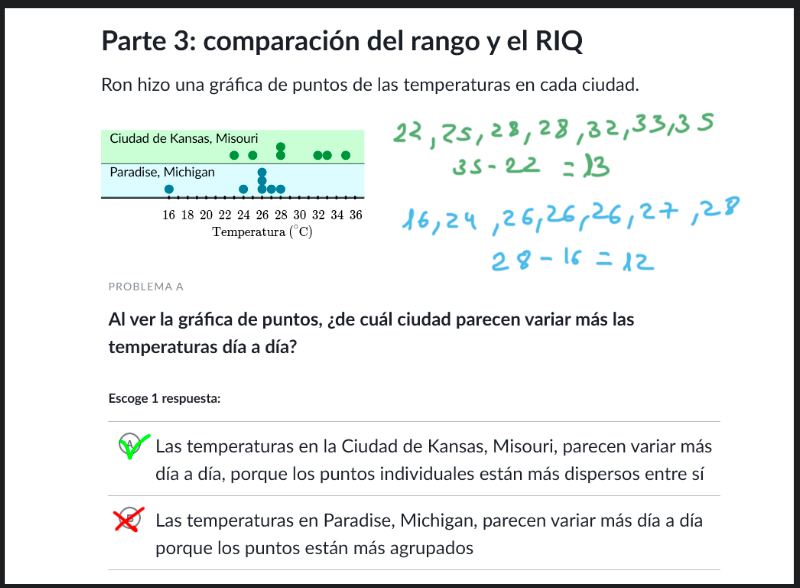 Parte 3: comparación del rango y el RIQ
Ron hizo una gráfica de puntos de las temperaturas en cada ciudad.
Ciudad de Kansas, Misouri
Paradise, Michigan
16 18 20 22 24 26 28 30 32 34 36
Temperatura (°C)
22, 25, 28, 28, 32, 33, 35
35 - 22 = 13
16, 24, 26, 26, 26, 27, 28
28 - 16 = 12
PROBLEMA A
Al ver la gráfica de puntos, ¿de cuál ciudad parecen variar más las
temperaturas día a día?
Escoge 1 respuesta:
A Las temperaturas en la Ciudad de Kansas, Misouri, parecen variar más
día a día, porque los puntos individuales están más dispersos entre sí
B Las temperaturas en Paradise, Michigan, parecen variar más día a día
porque los puntos están más agrupados